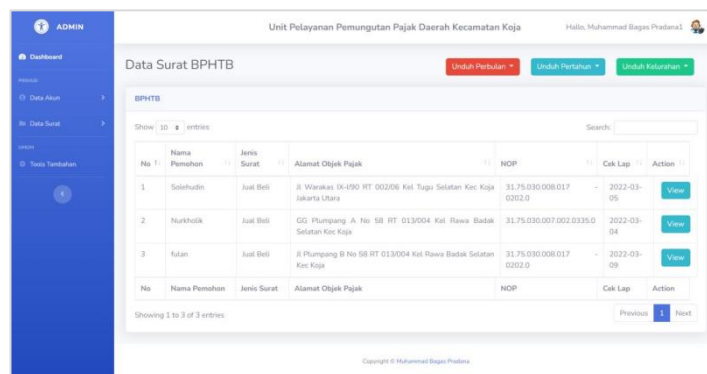 ADMIN
Unit Pelayanan Pemungutan Pajak Daerah Kecamatan Koja
Hallo, Muhammad Bagas Pradana1
Dashboard
Data Surat BPHTB
Unduh Perbulan
Unduh Pertahun
Unduh Kelurahan
Data Akun
BPHTB
Data Surat
Show 10 entries
Search:
No
Nama Pemohon
Jenis Surat
Alamat Objek Pajak
NOP
Cek Lap
Action
Tools Tambahan
1
Solehudin
Jual Beli
Jl Warakas IX-I/90 RT 002/06 Kel Tugu Selatan Kec Koja
Jakarta Utara
31.75.030.008.017 -
0202.0
2022-03-
05
View
2
Nurkholik
Jual Beli
GG Plumpang A No 58 RT 013/004 Kel Rawa Badak
Selatan Kec Koja
31.75.030.007.002.0335.0
2022-03-
04
View
3
fulan
Jual Beli
Jl Plumpang B No 58 RT 013/004 Kel Rawa Badak Selatan
Kec Koja
31.75.030.008.017 -
0202.0
2022-03-
09
View
No
Nama Pemohon
Jenis Surat
Alamat Objek Pajak
NOP
Cek Lap
Action
Showing 1 to 3 of 3 entries
Previous 1 Next
Copyright © Muhammad Bagas Pradana